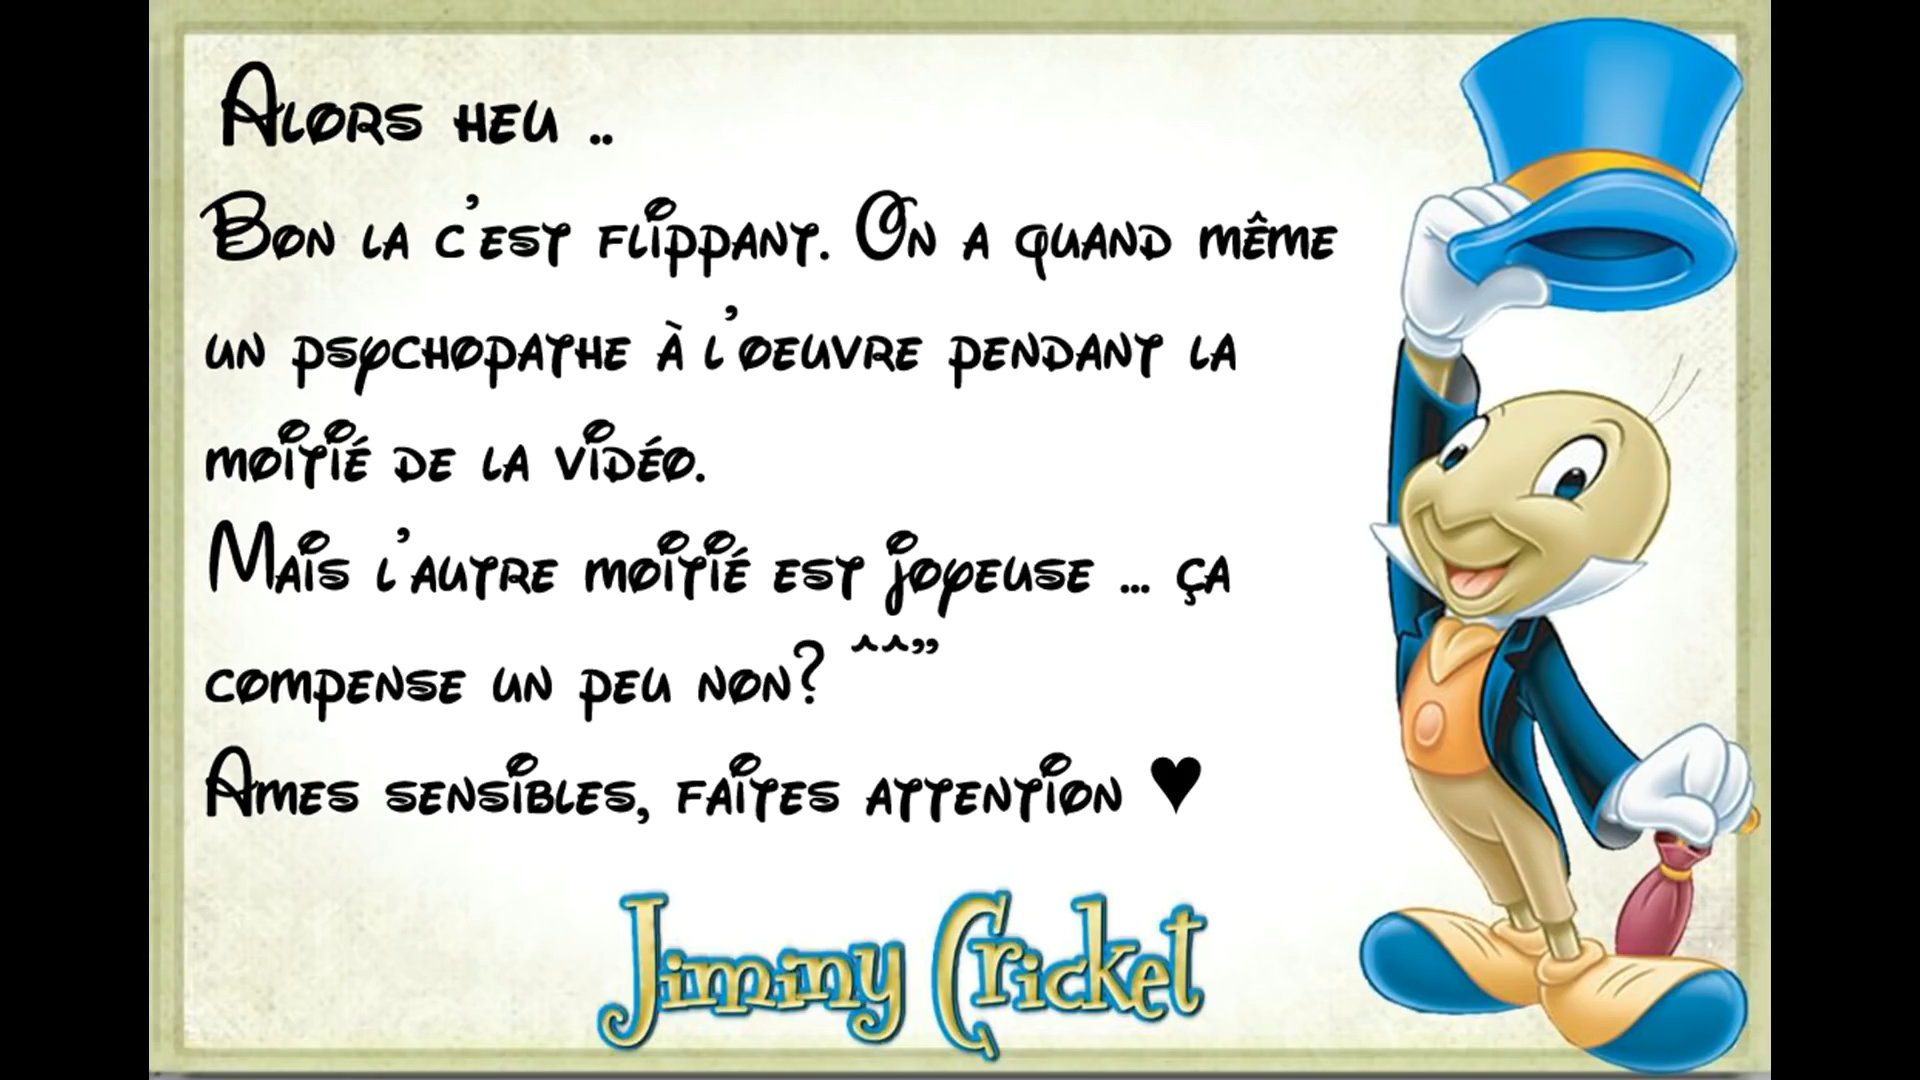 Alors heu ..
Bon la c'est flippant. On a quand même
un psychopathe à l'oeuvre pendant la
moitié de la vidéo.
Mais l'autre moitié est joyeuse ... ça
compense un peu non? ^^"
Ames sensibles, faites attention ♥
Jiminy Cricket